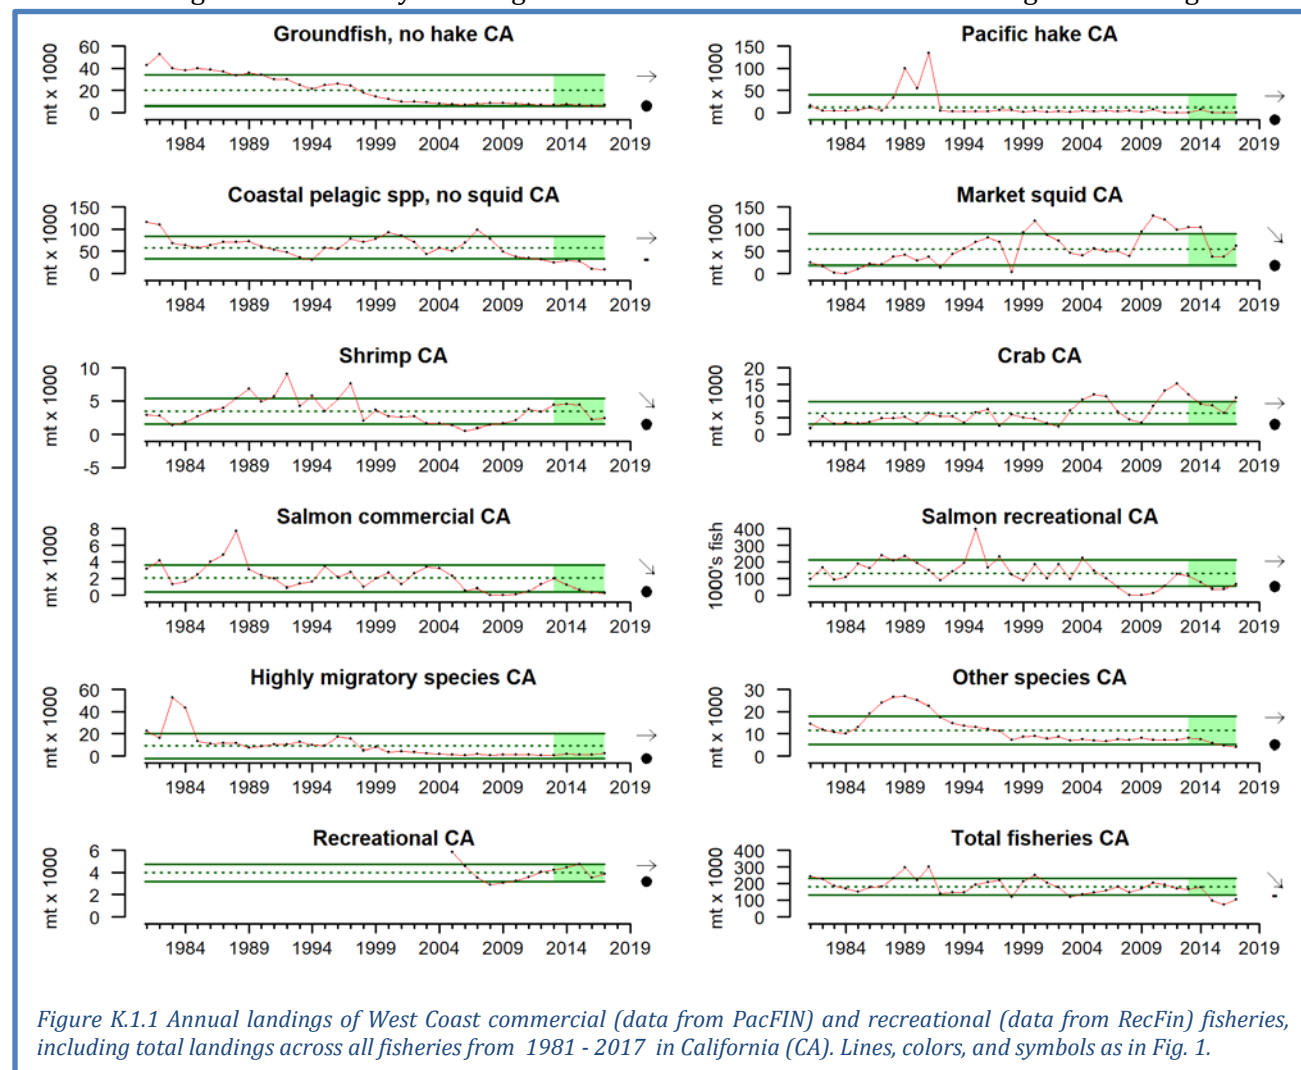 Groundfish, no hake CA
mt x 1000
60
40
20
0
1984 1989 1994 1999 2004 2009 2014 2019
Pacific hake CA
mt x 1000
150
100
50
0
1984 1989 1994 1999 2004 2009 2014 2019
Coastal pelagic spp, no squid CA
mt x 1000
150
100
50
0
1984 1989 1994 1999 2004 2009 2014 2019
Market squid CA
mt x 1000
150
100
50
0
1984 1989 1994 1999 2004 2009 2014 2019
Shrimp CA
mt x 1000
10
5
0
-5
1984 1989 1994 1999 2004 2009 2014 2019
Crab CA
mt x 1000
20
15
10
5
0
1984 1989 1994 1999 2004 2009 2014 2019
Salmon commercial CA
mt x 1000
8
6
4
2
0
1984 1989 1994 1999 2004 2009 2014 2019
Salmon recreational CA
1000's fish
400
300
200
100
0
1984 1989 1994 1999 2004 2009 2014 2019
Highly migratory species CA
mt x 1000
60
40
20
0
1984 1989 1994 1999 2004 2009 2014 2019
Other species CA
mt x 1000
30
20
10
0
1984 1989 1994 1999 2004 2009 2014 2019
Recreational CA
mt x 1000
6
4
2
0
1984 1989 1994 1999 2004 2009 2014 2019
Total fisheries CA
mt x 1000
400
300
200
100
0
1984 1989 1994 1999 2004 2009 2014 2019
Figure K.1.1 Annual landings of West Coast commercial (data from PacFIN) and recreational (data from RecFin) fisheries,
including total landings across all fisheries from 1981 - 2017 in California (CA). Lines, colors, and symbols as in Fig. 1.